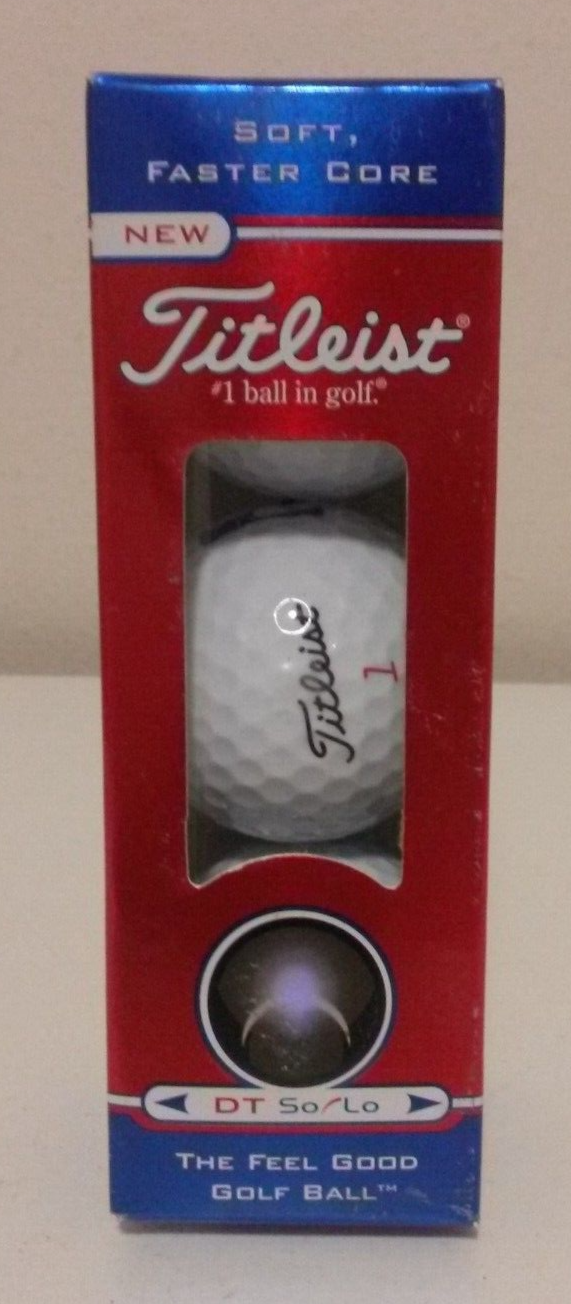 SOFT,
FASTER CORE
NEW
Titleist®
#1 ball in golf.®
Titleist
1
DT So/Lo
THE FEEL GOOD
GOLF BALL™